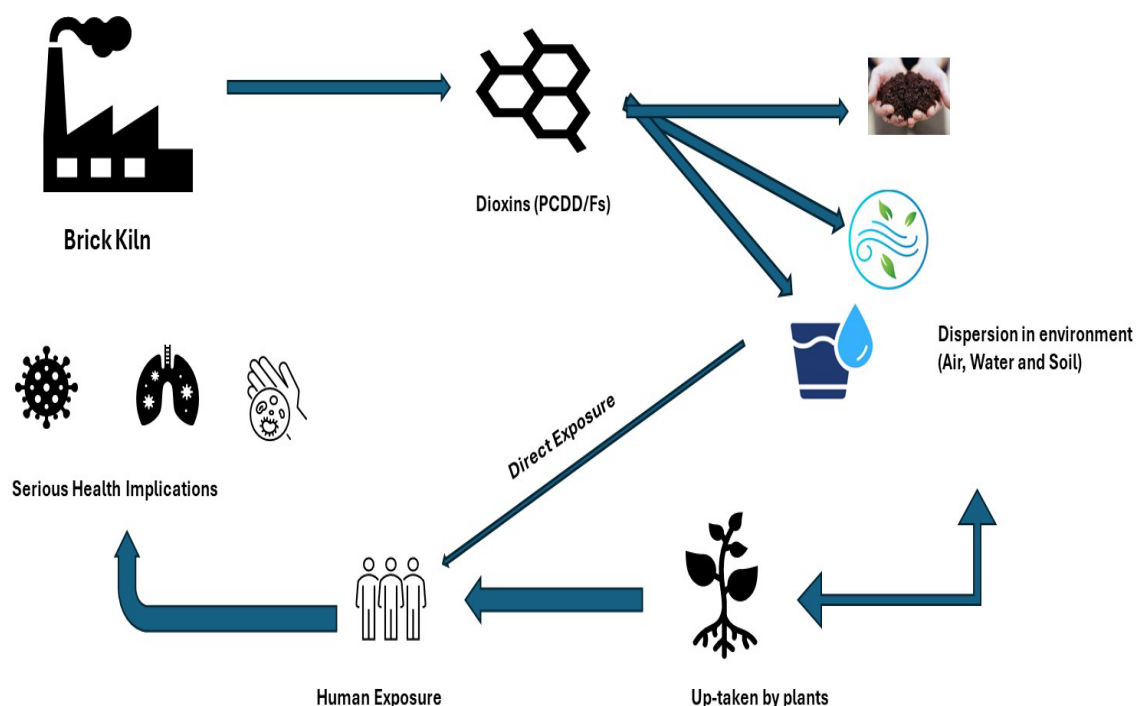 Brick Kiln
Dioxins (PCDD/Fs)
Dispersion in environment
(Air, Water and Soil)
Direct Exposure
Serious Health Implications
Human Exposure
Up-taken by plants